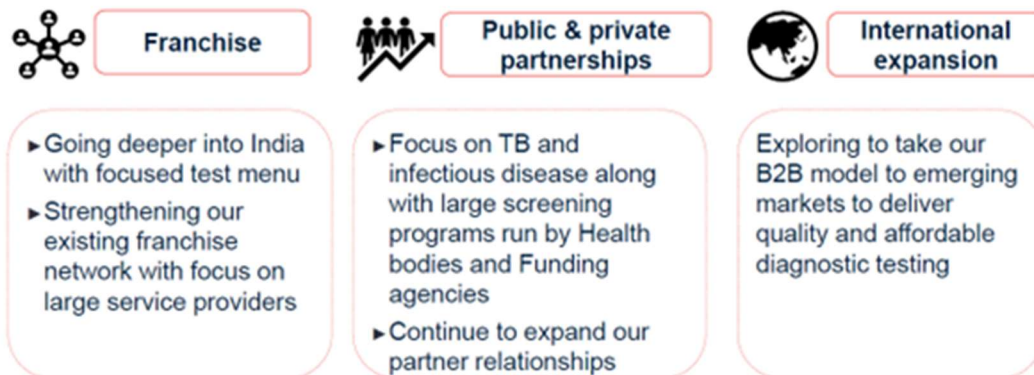 Franchise
Public & private
partnerships
International
expansion
▸Going deeper into India
with focused test menu
▸Strengthening our
existing franchise
network with focus on
large service providers
▸Focus on TB and
infectious disease along
with large screening
programs run by Health
bodies and Funding
agencies
▸Continue to expand our
partner relationships
Exploring to take our
B2B model to emerging
markets to deliver
quality and affordable
diagnostic testing